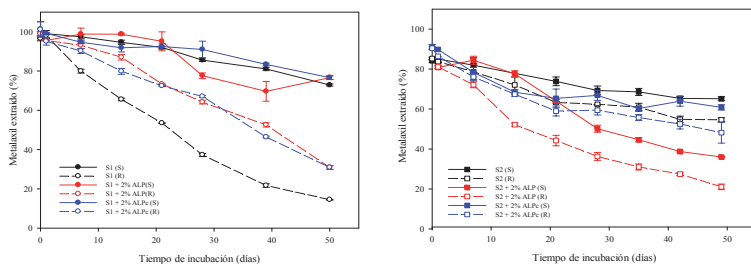 Metalaxil extraido (%)
100
80
60
40
20
0
S1 (S)
S1 (R)
S1 + 2% ALP(S)
S1 + 2% ALP(R)
S1 + 2% ALPc (S)
S1 + 2% ALPc (R)
0
10
20
30
40
50
Tiempo de incubación (días)
Metalaxil extraido (%)
100
80
60
40
20
0
S2 (S)
S2 (R)
S2 + 2% ALP (S)
S2 + 2% ALP (R)
S2 + 2% ALPc (S)
S2 + 2% ALPc (R)
0
10
20
30
40
50
Tiempo de incubación (días)